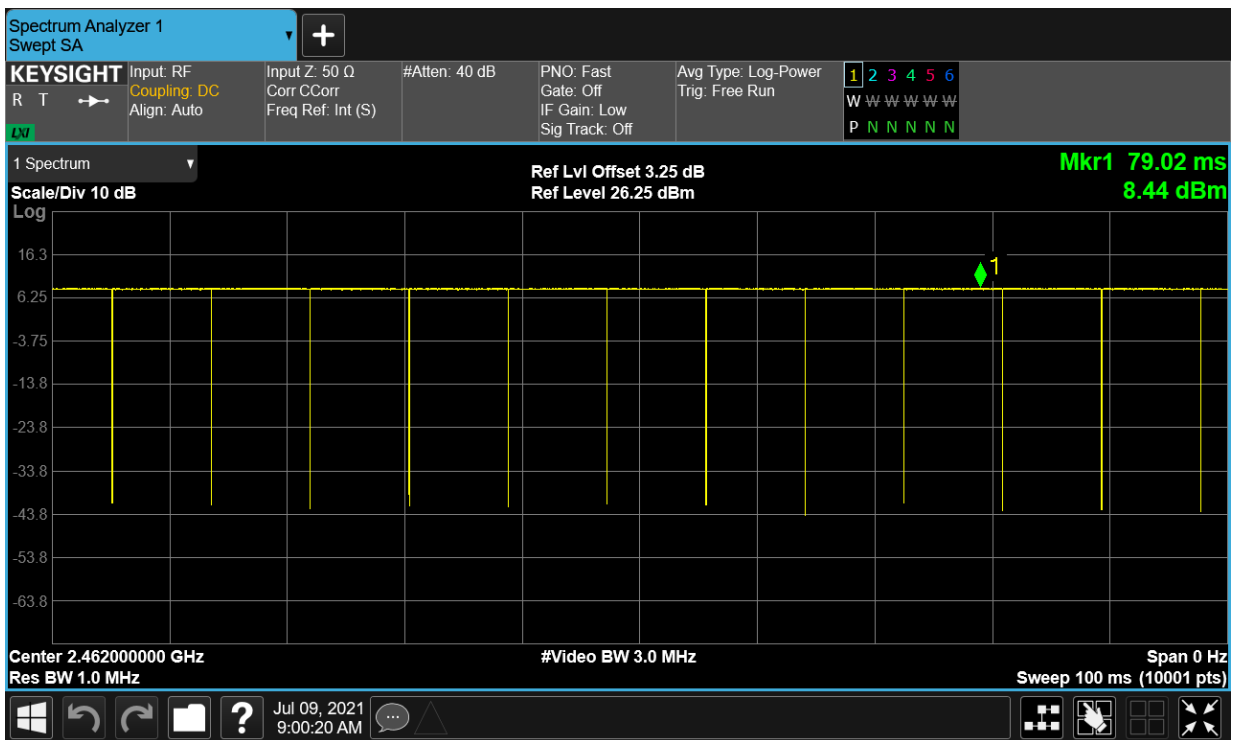 Spectrum Analyzer 1
Swept SA
KEYSIGHT
R T
LXI
Input: RF
Coupling: DC
Align: Auto
Input Z: 50 Ω
Corr CCorr
Freq Ref: Int (S)
#Atten: 40 dB
PNO: Fast
Gate: Off
IF Gain: Low
Sig Track: Off
Avg Type: Log-Power
Trig: Free Run
1 2 3 4 5 6
W W W W W W
P N N N N N
1 Spectrum
Scale/Div 10 dB
Ref Lvl Offset 3.25 dB
Ref Level 26.25 dBm
Mkr1 79.02 ms
8.44 dBm
Log
16.3
6.25
-3.75
-13.8
-23.8
-33.8
-43.8
-53.8
-63.8
1
Center 2.462000000 GHz
Res BW 1.0 MHz
#Video BW 3.0 MHz
Span 0 Hz
Sweep 100 ms (10001 pts)
?
Jul 09, 2021
9:00:20 AM